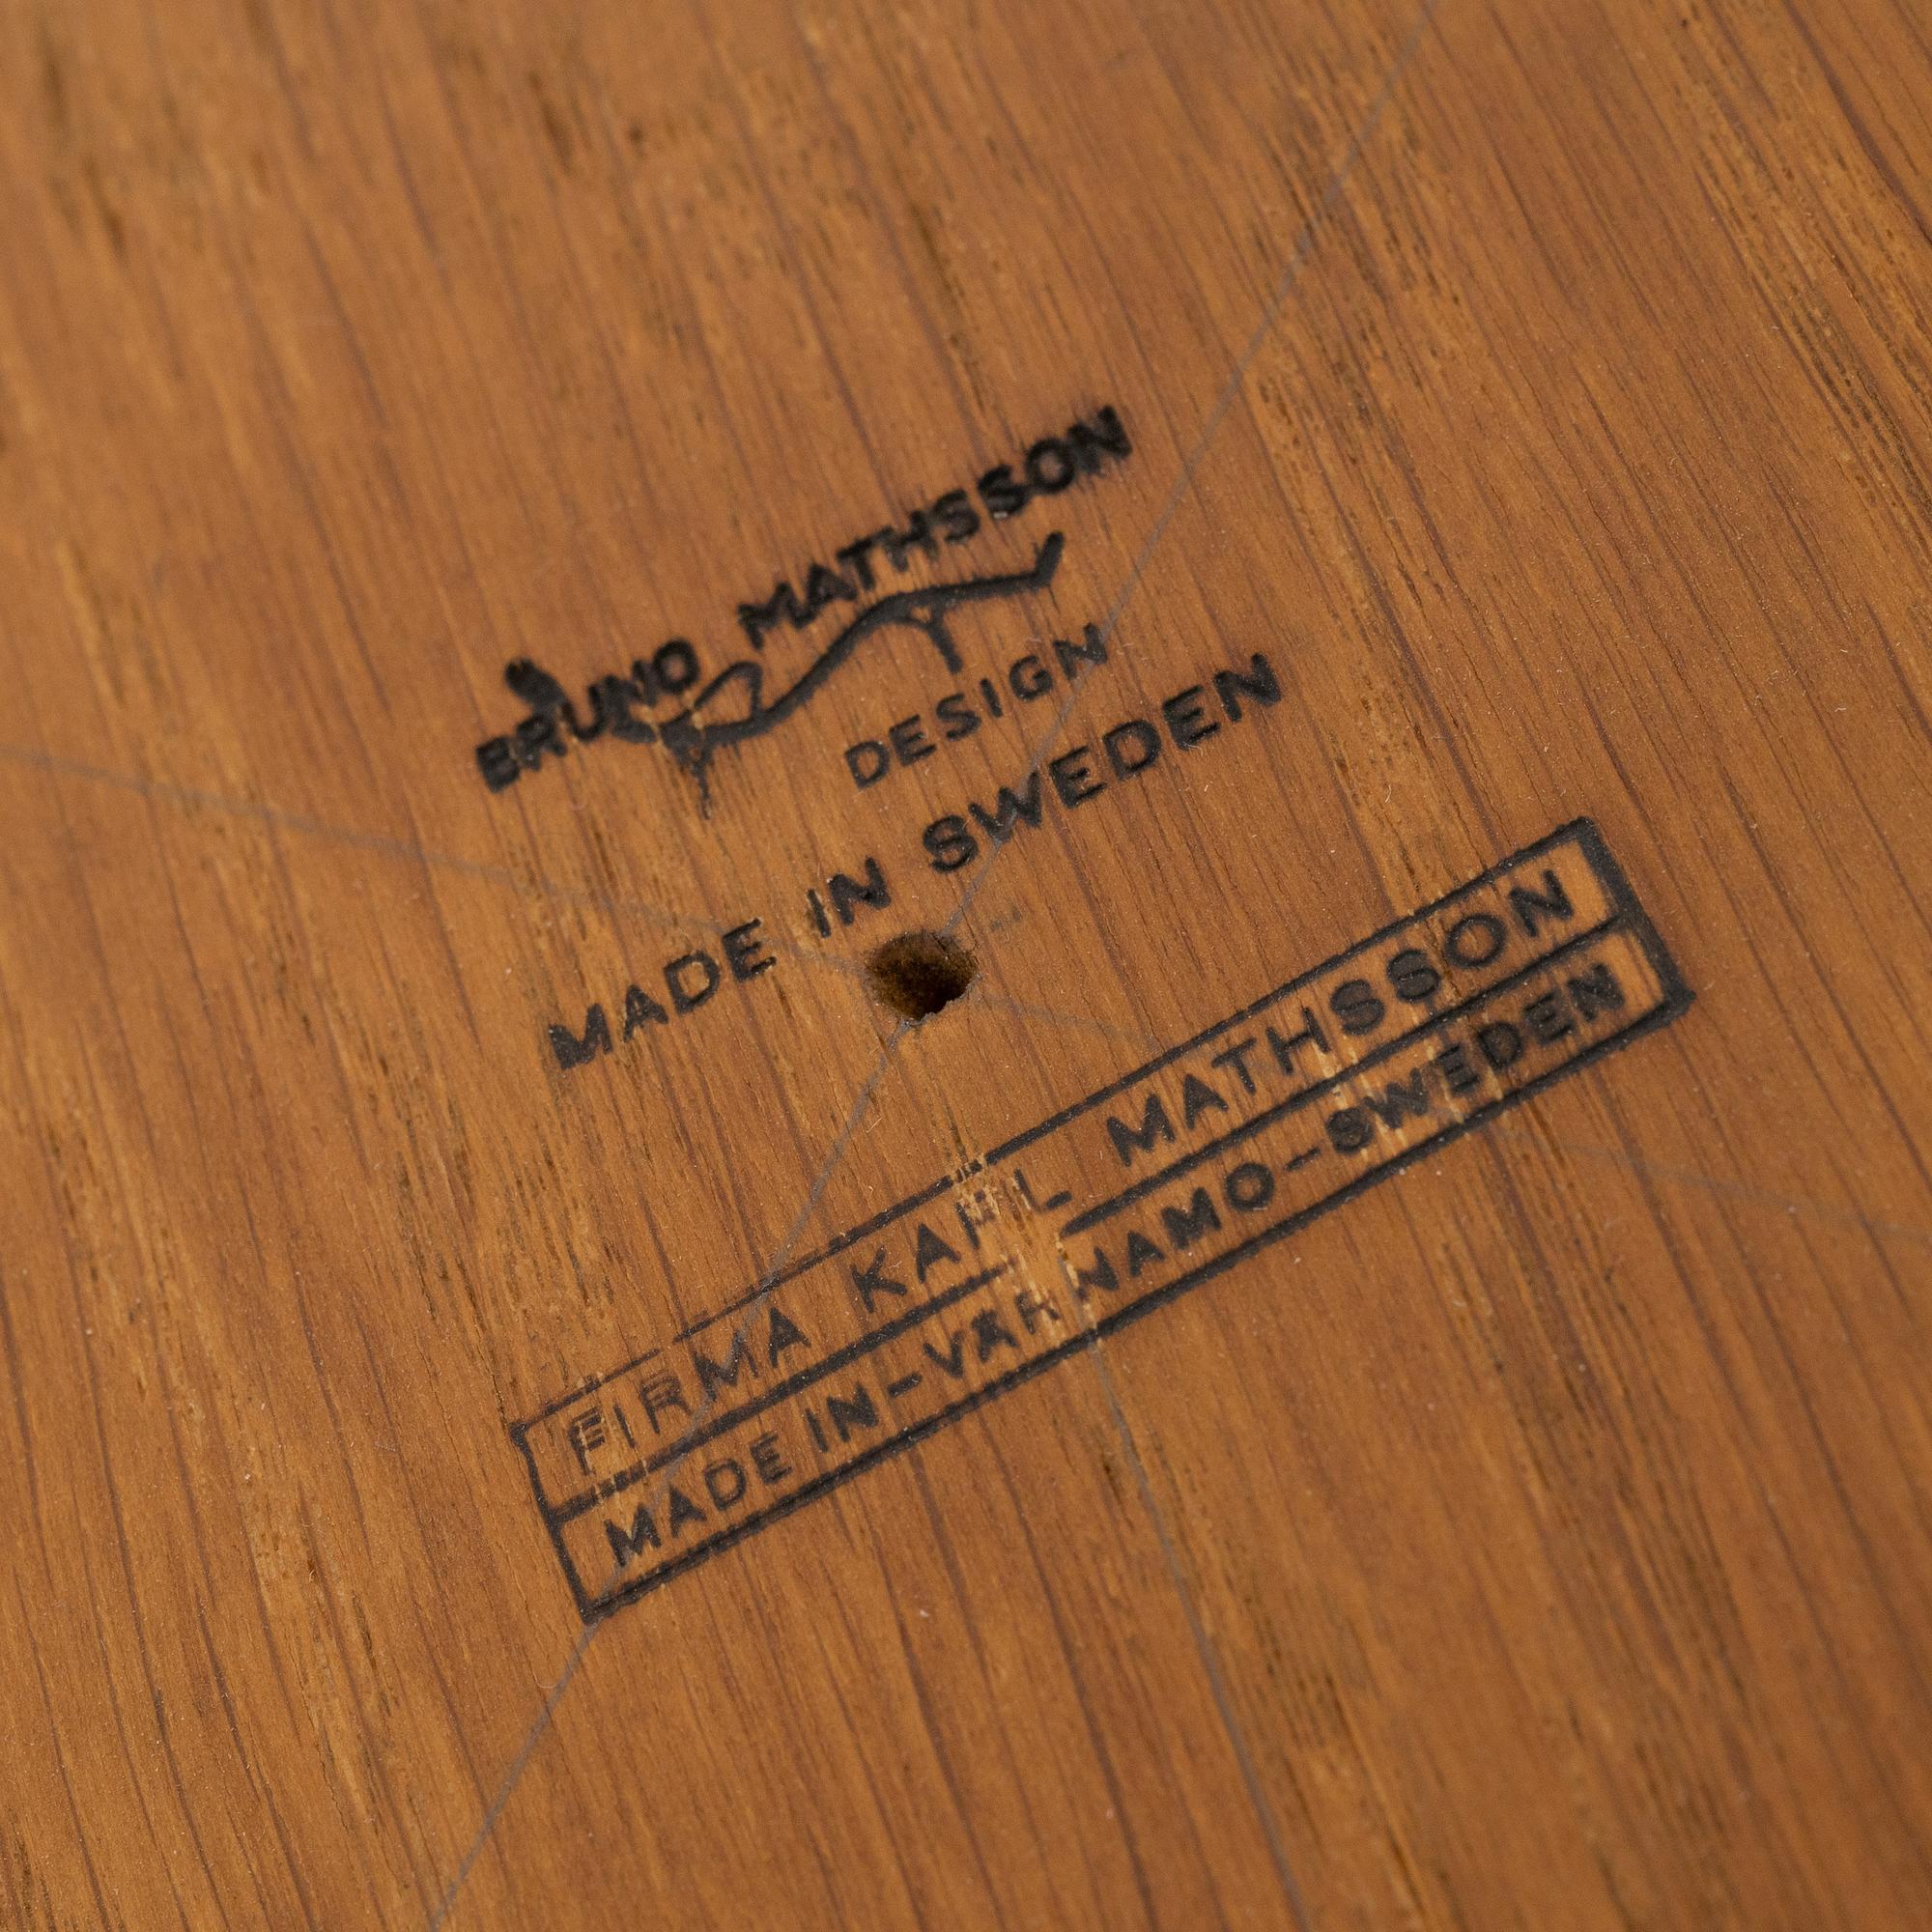 BRUNO MATHSSON
DESIGN
MADE IN SWEDEN
FIRMA KARL MATHSSON
MADE IN-VÄRNAMO-SWEDEN